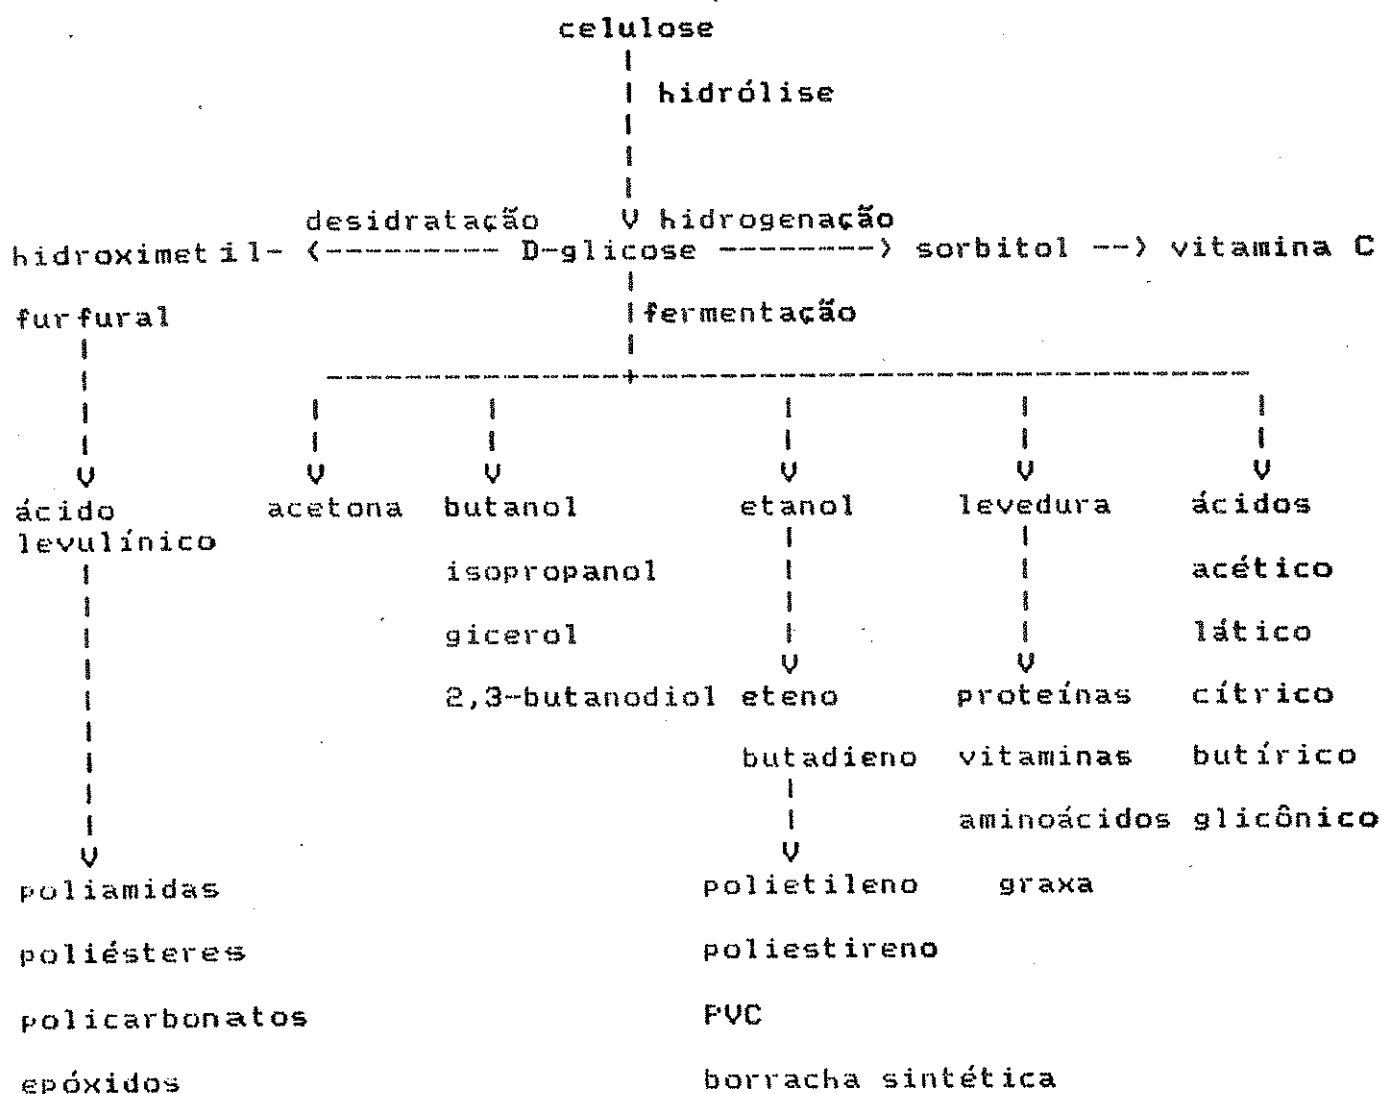 celulose
hidrólise
desidratação hidrogenação
hidroximetil- <--------- D-glicose --------> sorbitol --> vitamina C
furfural fermentação
ácido acetona butanol etanol levedura ácidos
levulínico
isopropanol acético
gicerol lático
2,3-butanodiol eteno proteínas cítrico
butadieno vitaminas butírico
aminoácidos glicônico
poliamidas polietileno graxa
poliésteres poliestireno
policarbonatos PVC
epóxidos borracha sintética